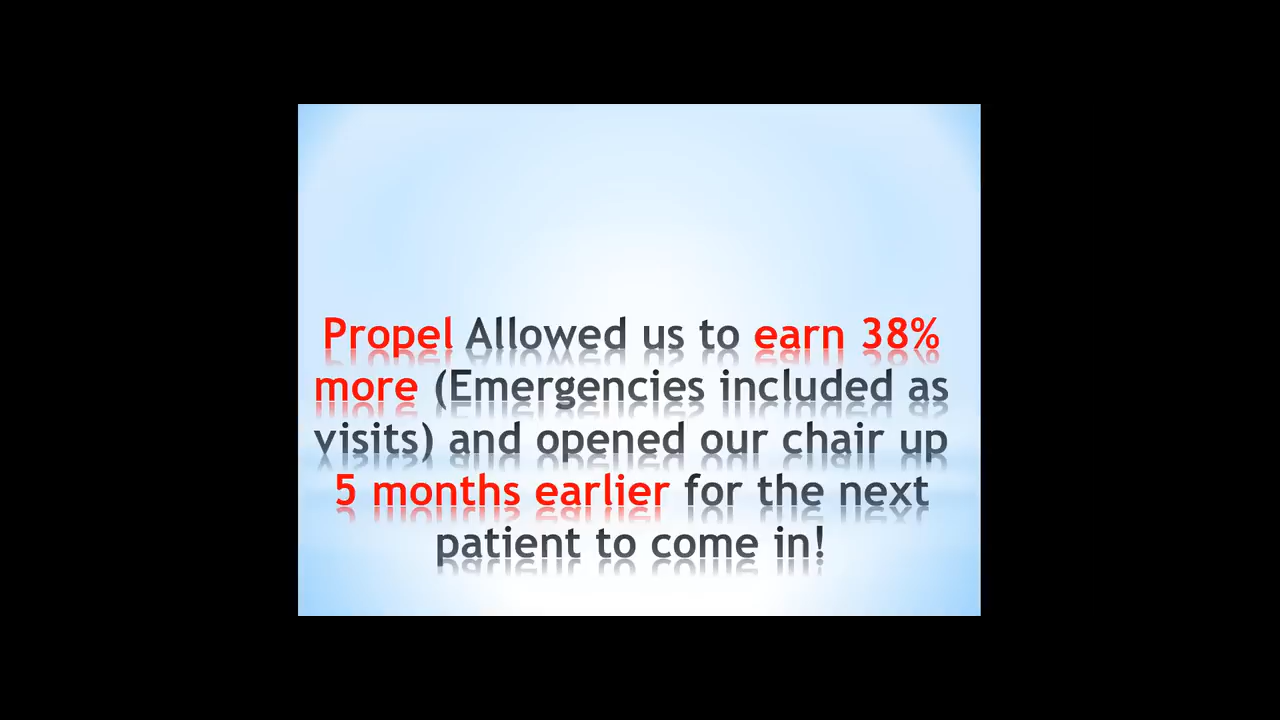 Propel Allowed us to earn 38%
more (Emergencies included as
visits) and opened our chair up
5 months earlier for the next
patient to come in!